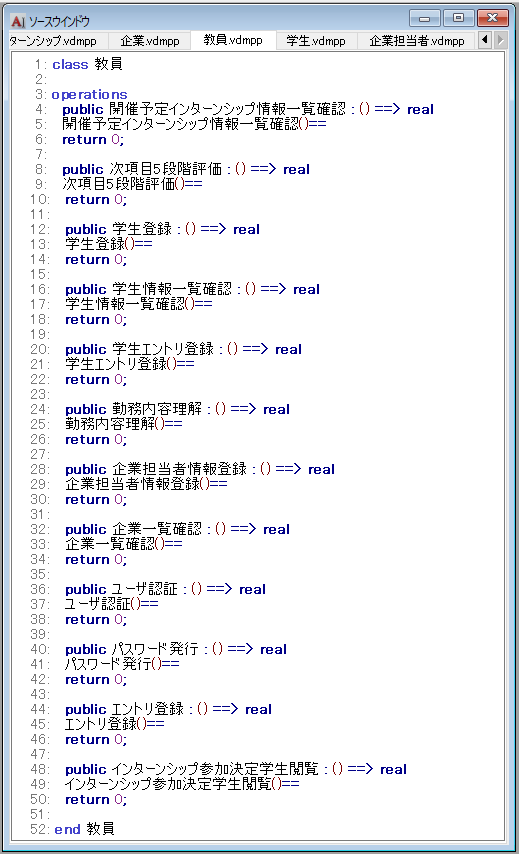 ソースウインドウ
ターンシップ.vdmpp 企業.vdmpp 教員.vdmpp 学生.vdmpp 企業担当者.vdmpp
1: class 教員
2:
3: operations
4: public 開催予定インターンシップ情報一覧確認 : () ==> real
5: 開催予定インターンシップ情報一覧確認()==
6: return 0;
7:
8: public 次項目5段階評価 : () ==> real
9: 次項目5段階評価()==
10: return 0;
11:
12: public 学生登録 : () ==> real
13: 学生登録()==
14: return 0;
15:
16: public 学生情報一覧確認 : () ==> real
17: 学生情報一覧確認()==
18: return 0;
19:
20: public 学生エントリ登録 : () ==> real
21: 学生エントリ登録()==
22: return 0;
23:
24: public 勤務内容理解 : () ==> real
25: 勤務内容理解()==
26: return 0;
27:
28: public 企業担当者情報登録 : () ==> real
29: 企業担当者情報登録()==
30: return 0;
31:
32: public 企業一覧確認 : () ==> real
33: 企業一覧確認()==
34: return 0;
35:
36: public ユーザ認証 : () ==> real
37: ユーザ認証()==
38: return 0;
39:
40: public パスワード発行 : () ==> real
41: パスワード発行()==
42: return 0;
43:
44: public エントリ登録 : () ==> real
45: エントリ登録()==
46: return 0;
47:
48: public インターンシップ参加決定学生閲覧 : () ==> real
49: インターンシップ参加決定学生閲覧()==
50: return 0;
51:
52: end 教員